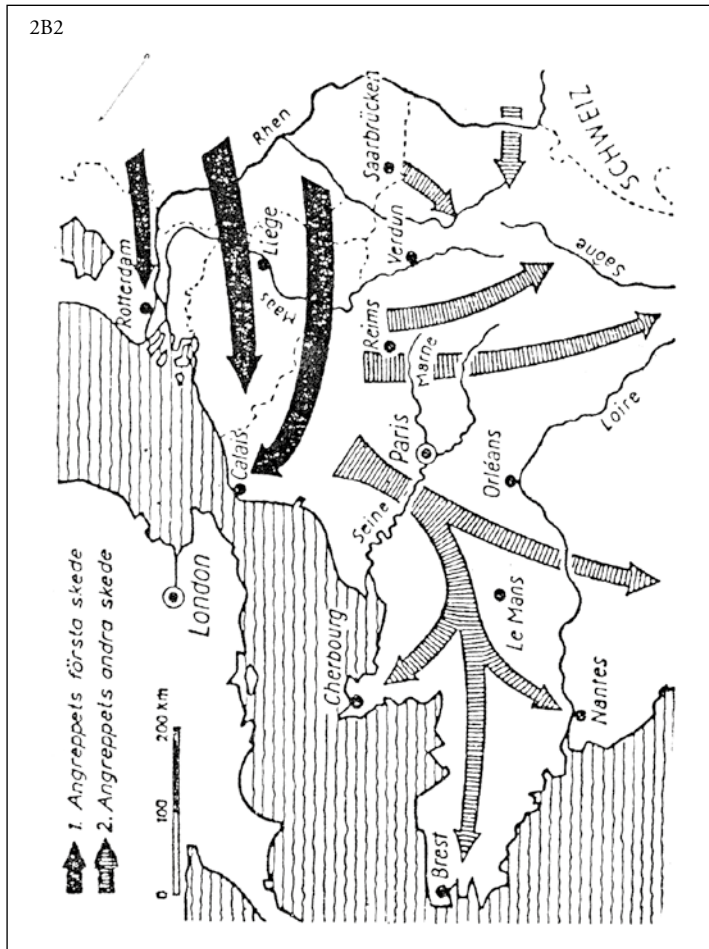 2B2
1. Angreppets första skede
2. Angreppets andra skede
0 100 200 km
London
Rotterdam
Rhen
Calais
Liège
Maas
Saarbrücken
Cherbourg
Seine
Reims
Verdun
Marne
Paris
SCHWEIZ
Brest
Le Mans
Orléans
Saône
Loire
Nantes